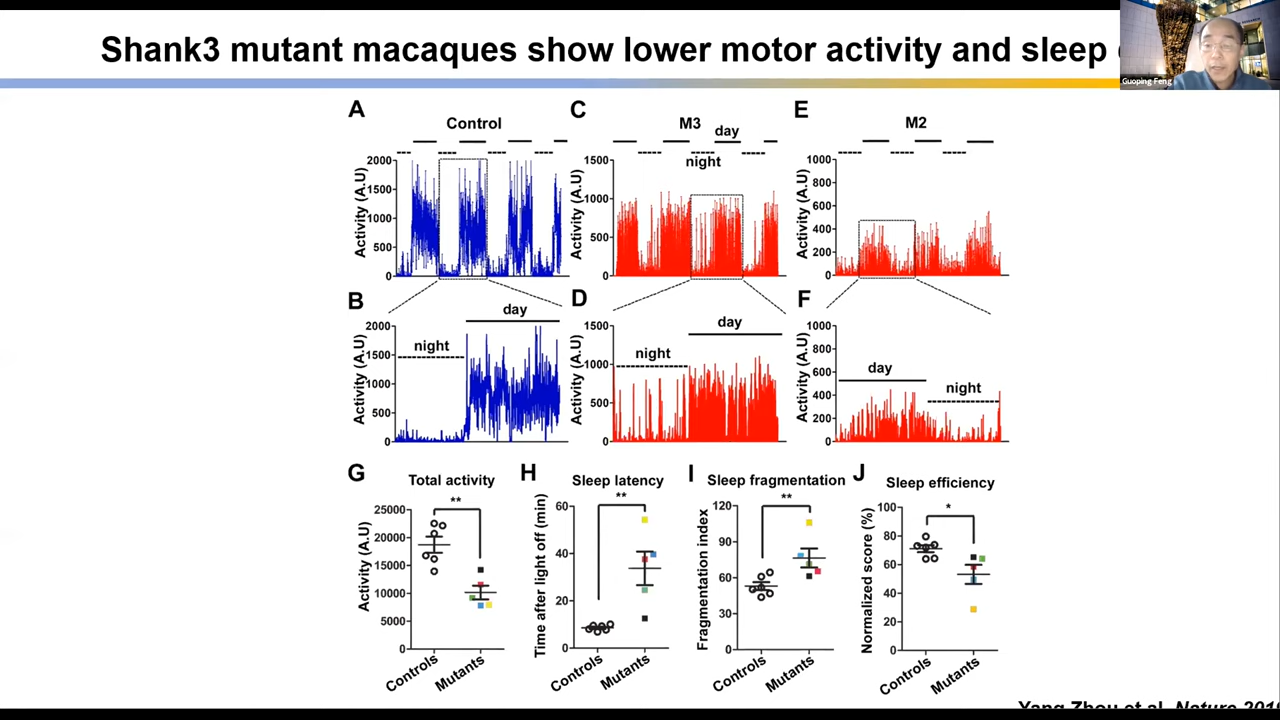 Shank3 mutant macaques show lower motor activity and sleep
Guoping Feng
A
Control
2000
1500
1000
500
0
Activity (A.U)
C
M3
day
night
1500
1000
500
0
Activity (A.U)
E
M2
1000
800
600
400
200
0
Activity (A.U)
B
day
night
2000
1500
1000
500
0
Activity (A.U)
D
day
night
1500
1000
500
0
Activity (A.U)
F
day
night
1000
800
600
400
200
0
Activity (A.U)
G
Total activity
**
25000
20000
15000
10000
5000
0
Activity (A.U)
Controls
Mutants
H
Sleep latency
**
60
40
20
0
Time after light off (min)
Controls
Mutants
I
Sleep fragmentation
**
120
90
60
30
0
Fragmentation index
Controls
Mutants
J
Sleep efficiency
*
100
80
60
40
20
0
Normalized score (%)
Controls
Mutants
Yang Zhou et al. Nature